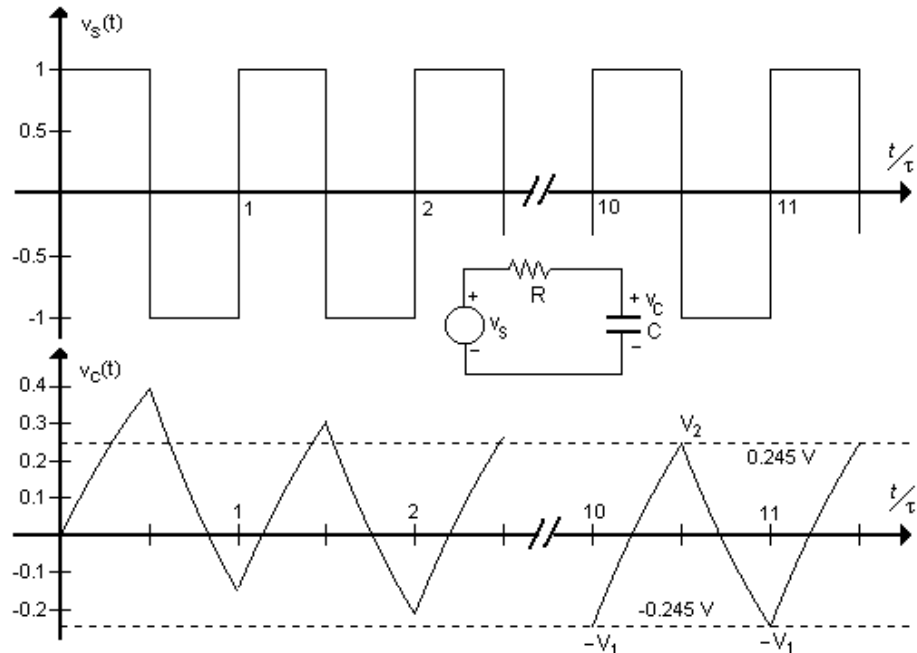 v_S(t)
1
0.5
-0.5
-1
1
2
10
11
t/τ
R
+
v_S
−
+ v_C
C
−
v_C(t)
0.4
0.3
0.2
0.1
-0.1
-0.2
1
2
10
11
t/τ
V_2
0.245 V
-0.245 V
−V_1
−V_1